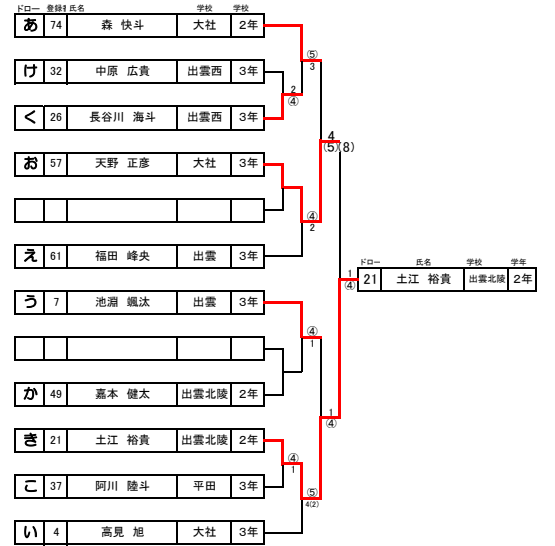 ドロー 登録番 氏名 学校 学校
あ 74 森 快斗 大社 2年
⑤
3
け 32 中原 広貴 出雲西 3年
2
④
く 26 長谷川 海斗 出雲西 3年
4
(5)(8)
お 57 天野 正彦 大社 3年
④
2
え 61 福田 峰央 出雲 3年
ドロー 氏名 学校 学年
1
④
21 土江 裕貴 出雲北陵 2年
う 7 池淵 颯汰 出雲 3年
④
1
か 49 嘉本 健太 出雲北陵 2年
1
④
き 21 土江 裕貴 出雲北陵 2年
④
1
こ 37 阿川 陸斗 平田 3年
⑤
4(2)
い 4 高見 旭 大社 3年